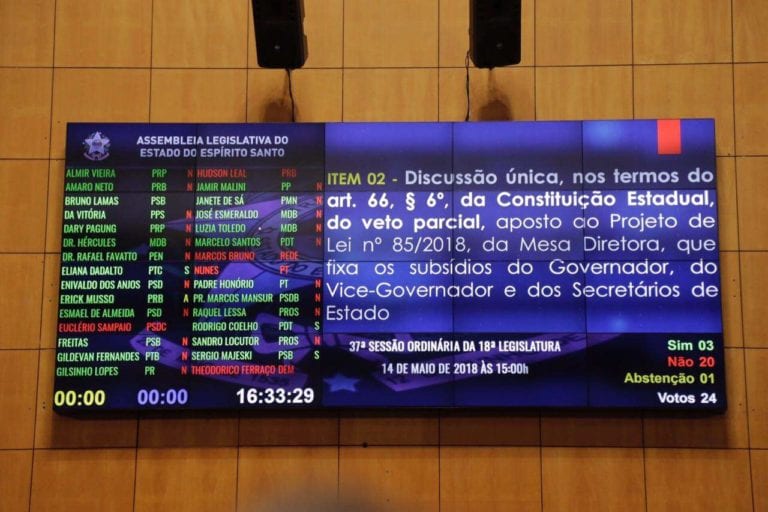 ASSEMBLEIA LEGISLATIVA DO
ESTADO DO ESPÍRITO SANTO
ALMIR VIEIRA PRP N HUDSON LEAL PRB
AMARO NETO PRB N JAMIR MALINI PP N
BRUNO LAMAS PSB JANETE DE SÁ PMN N
DA VITÓRIA PPS N JOSÉ ESMERALDO MDB N
DARY PAGUNG PRP N LUZIA TOLEDO MDB N
DR. HÉRCULES MDB N MARCELO SANTOS PDT N
DR. RAFAEL FAVATTO PEN N MARCOS BRUNO REDE
ELIANA DADALTO PTC S NUNES PT
ENIVALDO DOS ANJOS PSD N PADRE HONÓRIO PT N
ERICK MUSSO PRB A PR. MARCOS MANSUR PSDB N
ESMAEL DE ALMEIDA PSD N RAQUEL LESSA PROS N
EUCLÉRIO SAMPAIO PSDC RODRIGO COELHO PDT S
FREITAS PSB N SANDRO LOCUTOR PROS N
GILDEVAN FERNANDES PTB N SERGIO MAJESKI PSB S
GILSINHO LOPES PR N THEODORICO FERRAÇO DEM
00:00 00:00 16:33:29
ITEM 02 - Discussão única, nos termos do
art. 66, § 6º, da Constituição Estadual,
do veto parcial, aposto ao Projeto de
Lei nº 85/2018, da Mesa Diretora, que
fixa os subsídios do Governador, do
Vice-Governador e dos Secretários de
Estado
37ª SESSÃO ORDINÁRIA DA 18ª LEGISLATURA
14 DE MAIO DE 2018 ÀS 15:00h
Sim 03
Não 20
Abstenção 01
Votos 24